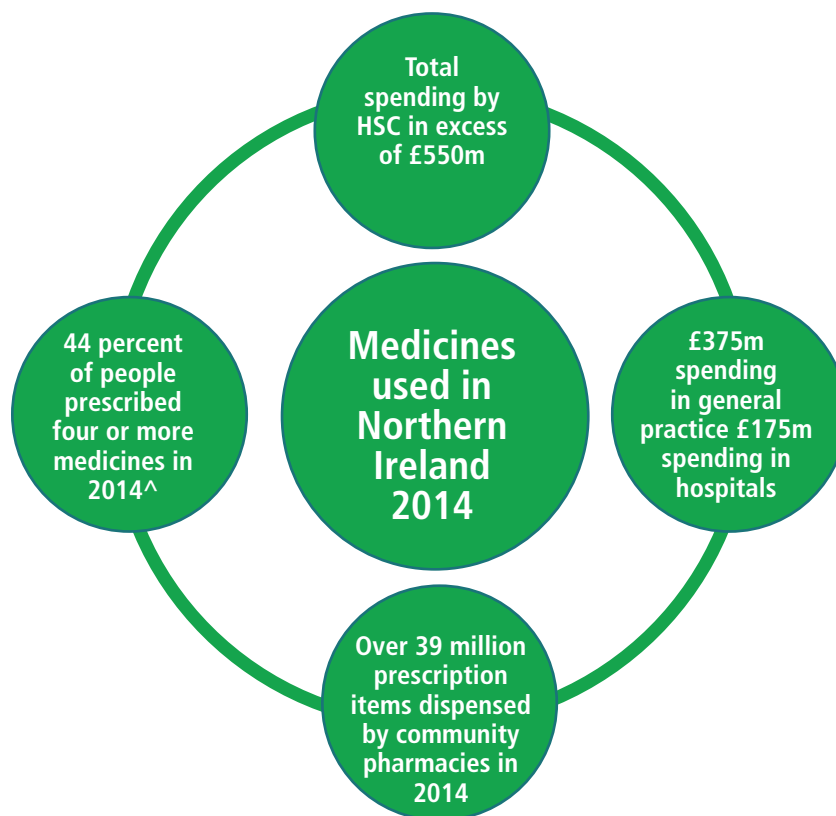 Total
spending by
HSC in excess
of £550m
44 percent
of people
prescribed
four or more
medicines in
2014^
Medicines
used in
Northern
Ireland
2014
£375m
spending
in general
practice £175m
spending in
hospitals
Over 39 million
prescription
items dispensed
by community
pharmacies in
2014